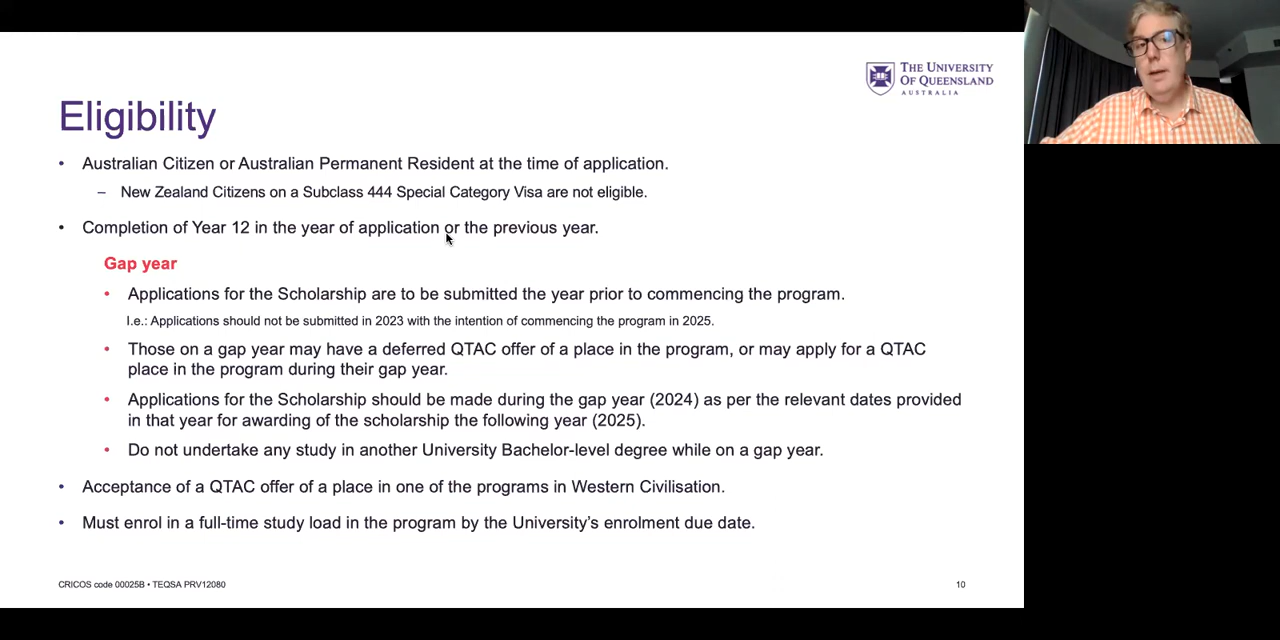 THE UNIVERSITY
OF QUEENSLAND
AUSTRALIA
Eligibility
• Australian Citizen or Australian Permanent Resident at the time of application.
– New Zealand Citizens on a Subclass 444 Special Category Visa are not eligible.
• Completion of Year 12 in the year of application or the previous year.
Gap year
• Applications for the Scholarship are to be submitted the year prior to commencing the program.
I.e.: Applications should not be submitted in 2023 with the intention of commencing the program in 2025.
• Those on a gap year may have a deferred QTAC offer of a place in the program, or may apply for a QTAC
place in the program during their gap year.
• Applications for the Scholarship should be made during the gap year (2024) as per the relevant dates provided
in that year for awarding of the scholarship the following year (2025).
• Do not undertake any study in another University Bachelor-level degree while on a gap year.
• Acceptance of a QTAC offer of a place in one of the programs in Western Civilisation.
• Must enrol in a full-time study load in the program by the University’s enrolment due date.
CRICOS code 00025B • TEQSA PRV12080
10